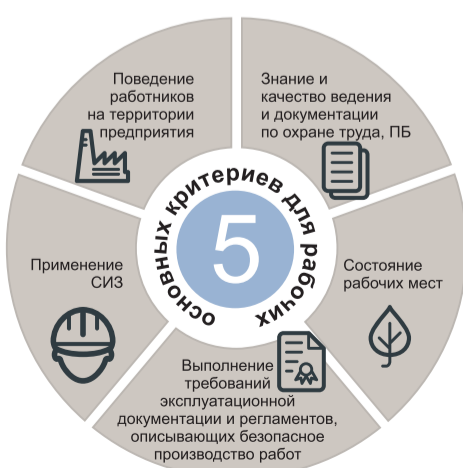 Поведение
работников
на территории
предприятия
Знание и
качество ведения
и документации
по охране труда, ПБ
5
основных критериев для рабочих
Применение
СИЗ
Состояние
рабочих мест
Выполнение
требований
эксплуатационной
документации и регламентов,
описывающих безопасное
производство работ